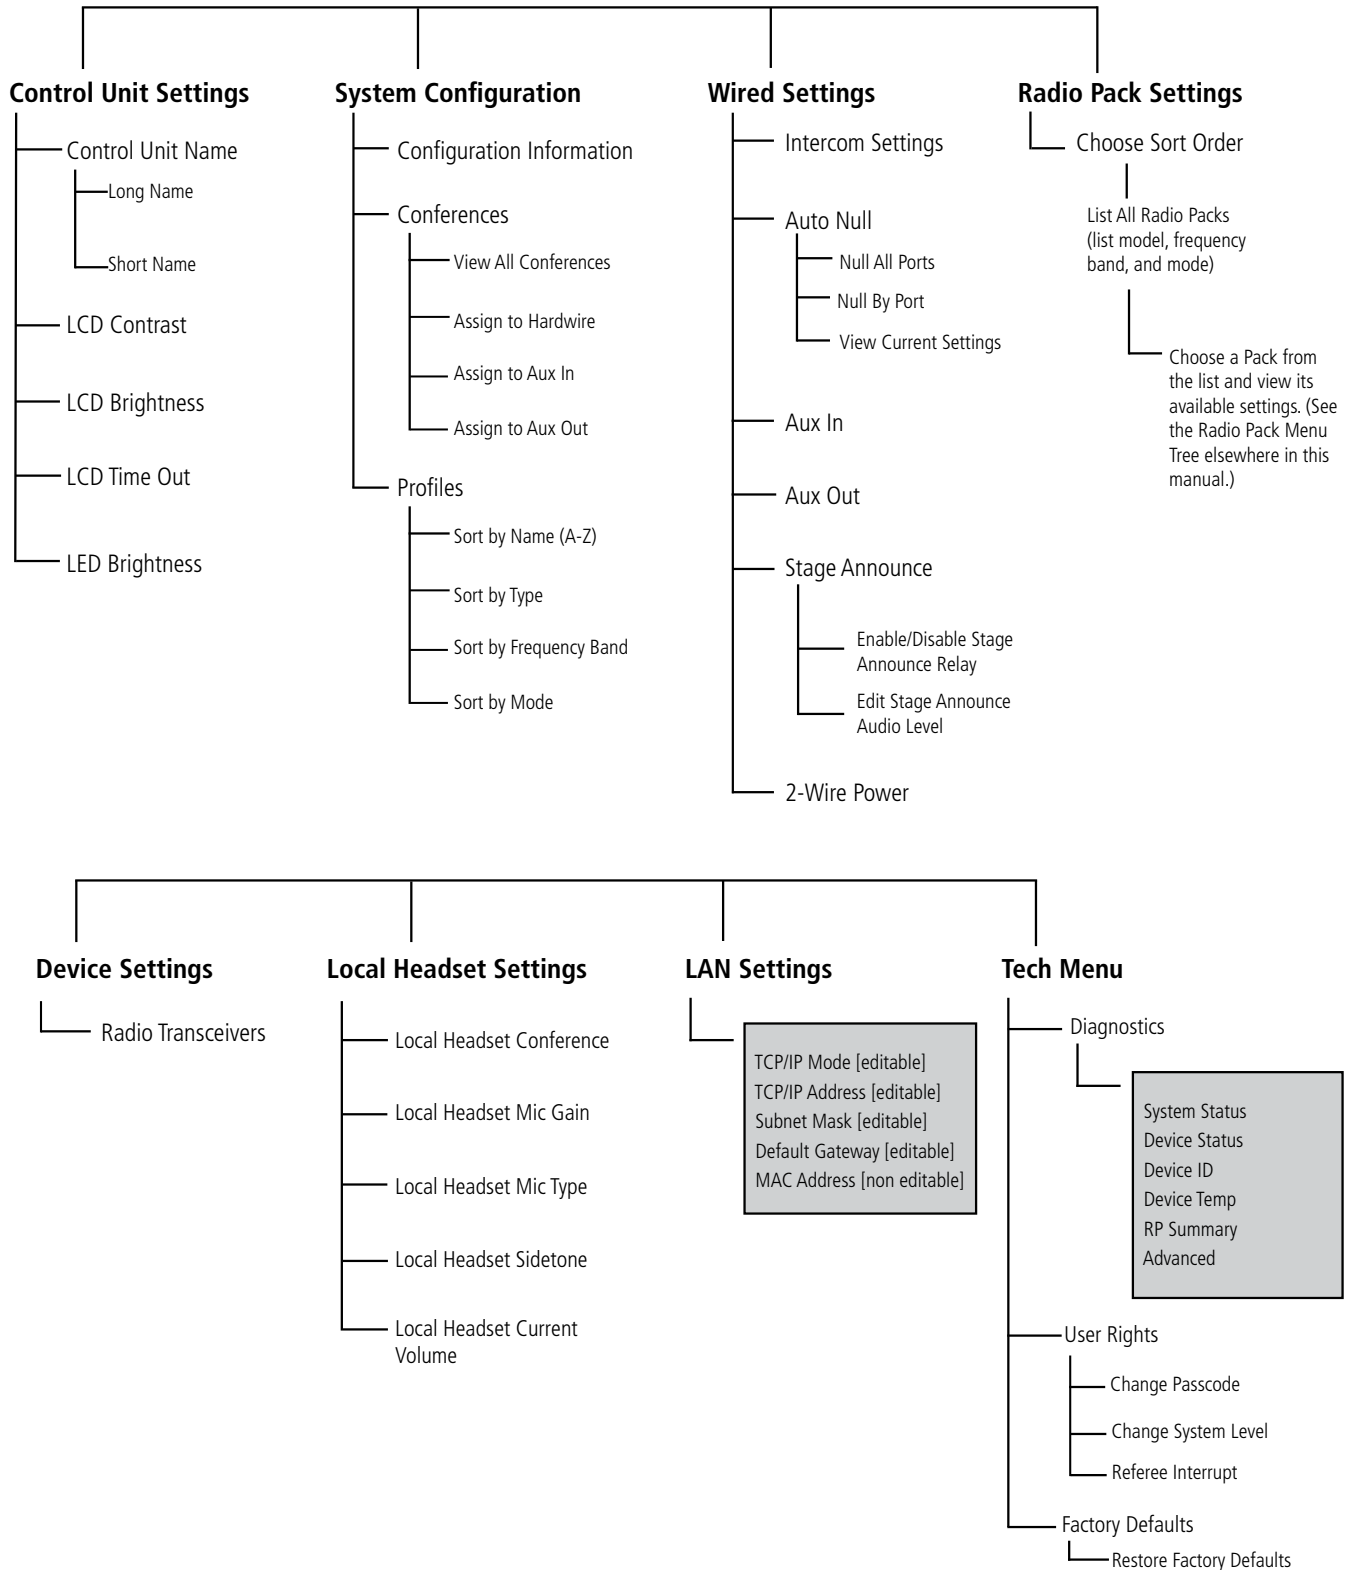 Control Unit Settings
Control Unit Name
Long Name
Short Name
LCD Contrast
LCD Brightness
LCD Time Out
LED Brightness
System Configuration
Configuration Information
Conferences
View All Conferences
Assign to Hardwire
Assign to Aux In
Assign to Aux Out
Profiles
Sort by Name (A-Z)
Sort by Type
Sort by Frequency Band
Sort by Mode
Wired Settings
Intercom Settings
Auto Null
Null All Ports
Null By Port
View Current Settings
Aux In
Aux Out
Stage Announce
Enable/Disable Stage
Announce Relay
Edit Stage Announce
Audio Level
2-Wire Power
Radio Pack Settings
Choose Sort Order
List All Radio Packs
(list model, frequency
band, and mode)
Choose a Pack from
the list and view its
available settings. (See
the Radio Pack Menu
Tree elsewhere in this
manual.)
Device Settings
Radio Transceivers
Local Headset Settings
Local Headset Conference
Local Headset Mic Gain
Local Headset Mic Type
Local Headset Sidetone
Local Headset Current
Volume
LAN Settings
TCP/IP Mode [editable]
TCP/IP Address [editable]
Subnet Mask [editable]
Default Gateway [editable]
MAC Address [non editable]
Tech Menu
Diagnostics
System Status
Device Status
Device ID
Device Temp
RP Summary
Advanced
User Rights
Change Passcode
Change System Level
Referee Interrupt
Factory Defaults
Restore Factory Defaults